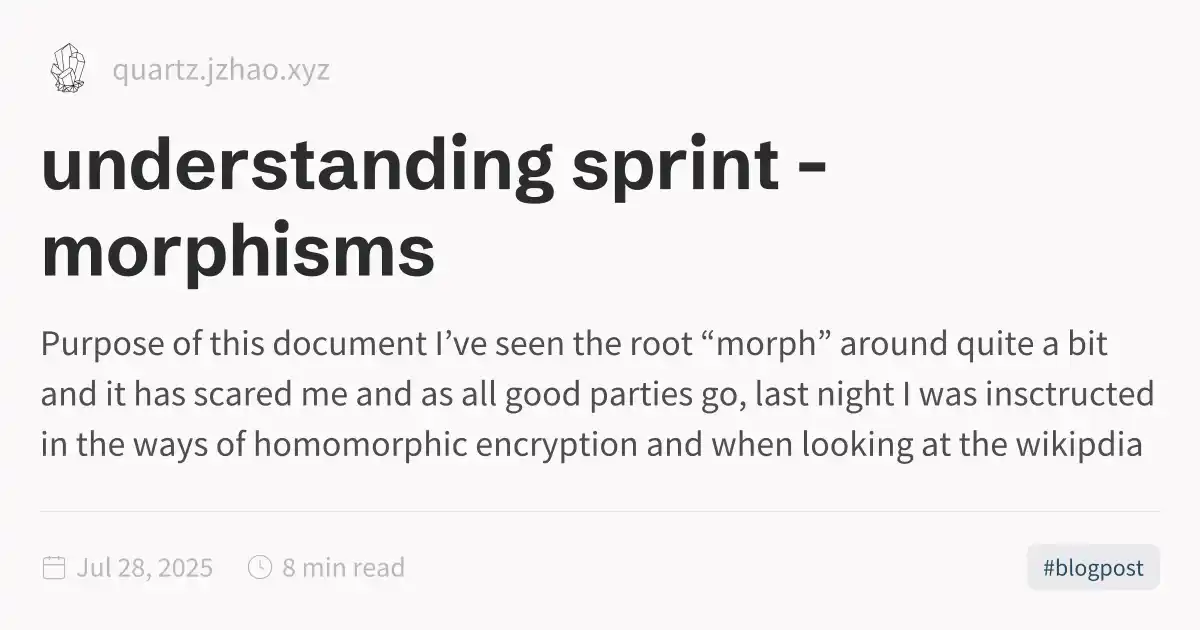 quartz.jzhao.xyz
understanding sprint -
morphisms
Purpose of this document I’ve seen the root “morph” around quite a bit
and it has scared me and as all good parties go, last night I was insctructed
in the ways of homomorphic encryption and when looking at the wikipdia
Jul 28, 2025 8 min read #blogpost